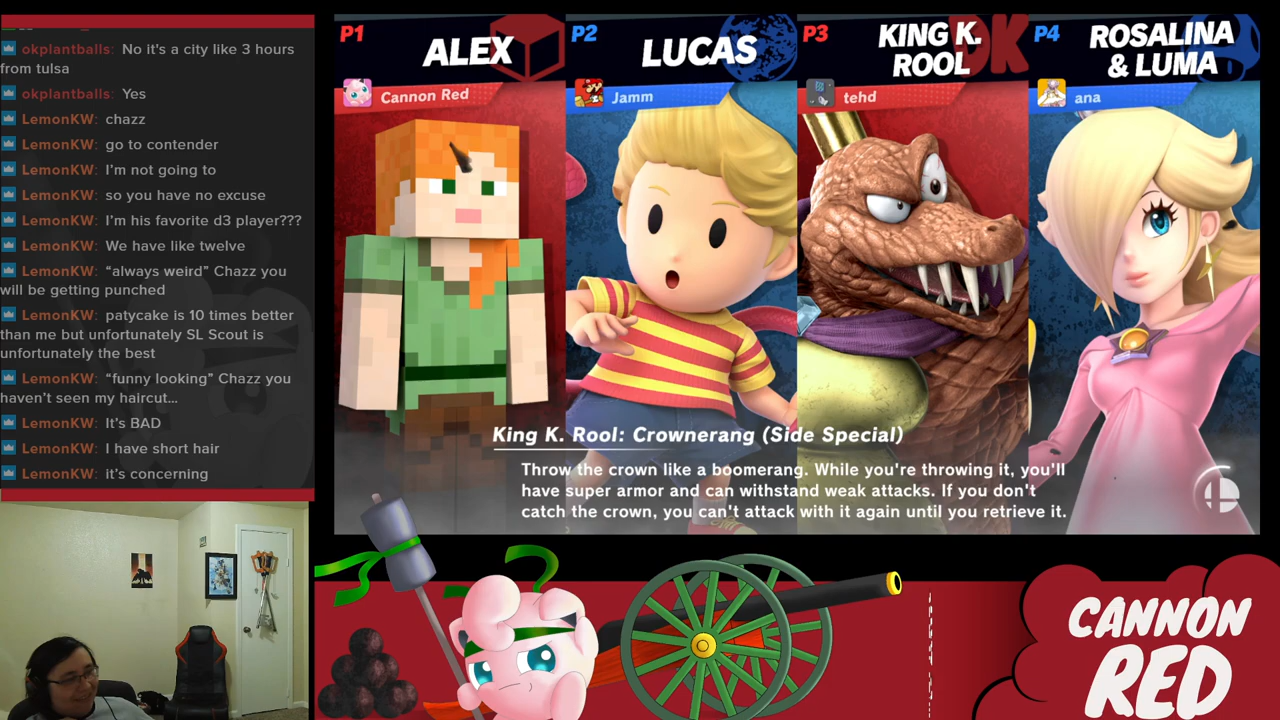 okplantballs: No it's a city like 3 hours
from tulsa
okplantballs: Yes
LemonKW: chazz
LemonKW: go to contender
LemonKW: I'm not going to
LemonKW: so you have no excuse
LemonKW: I'm his favorite d3 player???
LemonKW: We have like twelve
LemonKW: “always weird” Chazz you
will be getting punched
LemonKW: patycake is 10 times better
than me but unfortunately SL Scout is
unfortunately the best
LemonKW: “funny looking” Chazz you
haven't seen my haircut...
LemonKW: It's BAD
LemonKW: I have short hair
LemonKW: it's concerning
P1
ALEX
Cannon Red
P2
LUCAS
Jamm
P3
KING K.
ROOL
DK
tehd
P4
ROSALINA
& LUMA
ana
King K. Rool: Crownerang (Side Special)
Throw the crown like a boomerang. While you're throwing it, you'll
have super armor and can withstand weak attacks. If you don't
catch the crown, you can't attack with it again until you retrieve it.
CANNON
RED